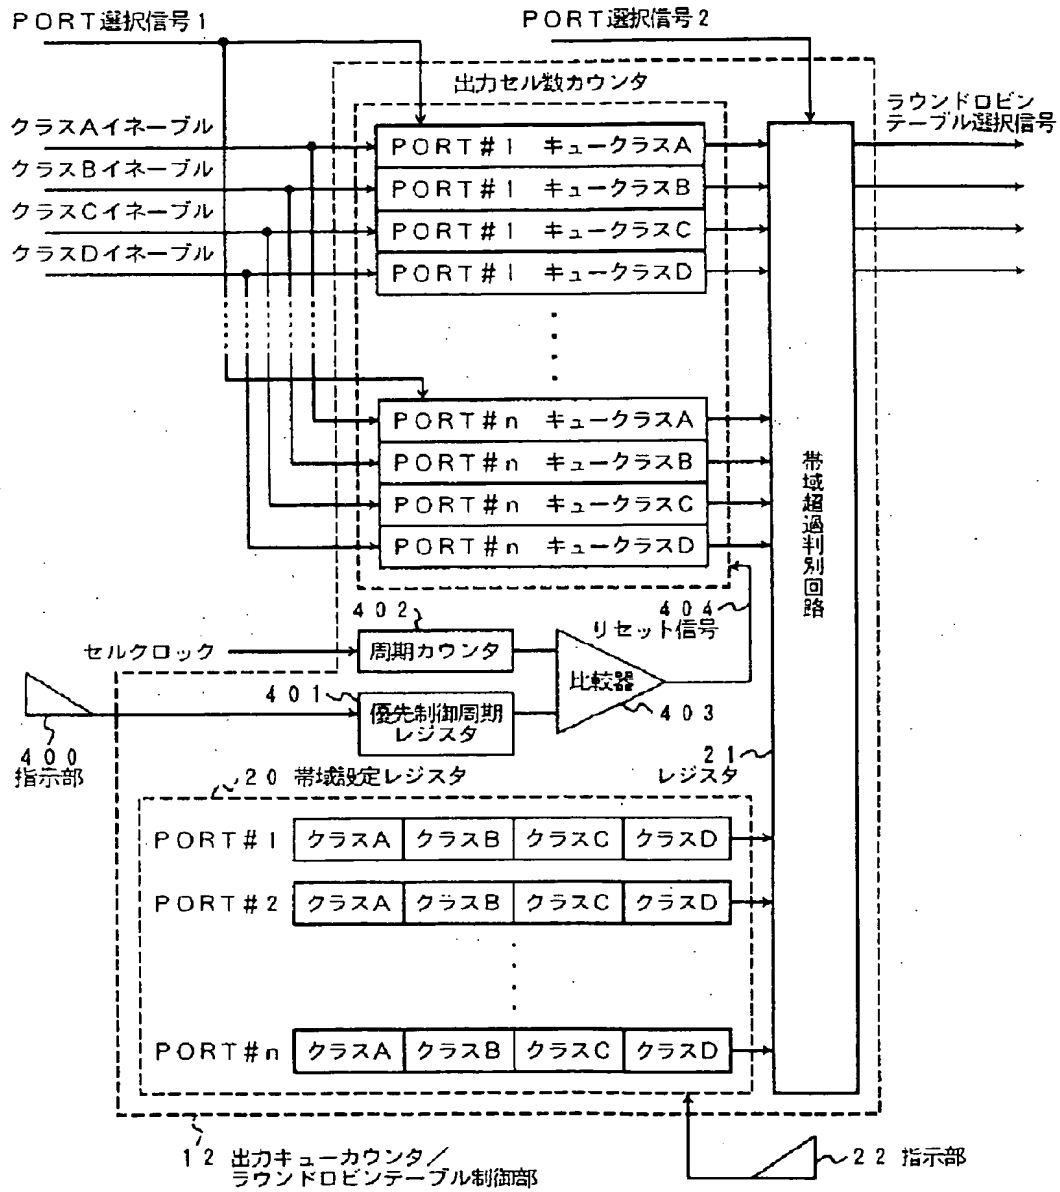 PORT選択信号1
PORT選択信号2
出力セル数カウンタ
ラウンドロビン
テーブル選択信号
クラスAイネーブル
クラスBイネーブル
クラスCイネーブル
クラスDイネーブル
PORT#1 キュークラスA
PORT#1 キュークラスB
PORT#1 キュークラスC
PORT#1 キュークラスD
PORT#n キュークラスA
PORT#n キュークラスB
PORT#n キュークラスC
PORT#n キュークラスD
帯域超過判別回路
402
404
リセット信号
セルクロック
周期カウンタ
比較器
401
403
優先制御周期
レジスタ
400
指示部
21
レジスタ
20 帯域設定レジスタ
PORT#1 クラスA クラスB クラスC クラスD
PORT#2 クラスA クラスB クラスC クラスD
PORT#n クラスA クラスB クラスC クラスD
12 出力キューカウンタ/
ラウンドロビンテーブル制御部
22 指示部